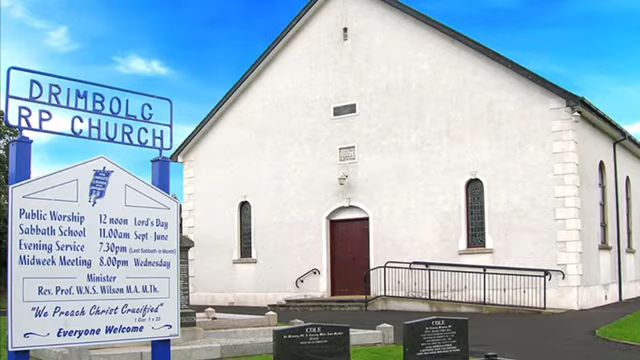 DRIMBOLG
RP CHURCH
Public Worship 12 noon Lord's Day
Sabbath School 11.00am Sept - June
Evening Service 7.30pm (Last Sabbath in Month)
Midweek Meeting 8.00pm Wednesday
Minister
Rev. Prof. W.N.S. Wilson M.A. M.Th.
"We Preach Christ Crucified"
Cor. 1 v 23
Everyone Welcome
COLE
COLE